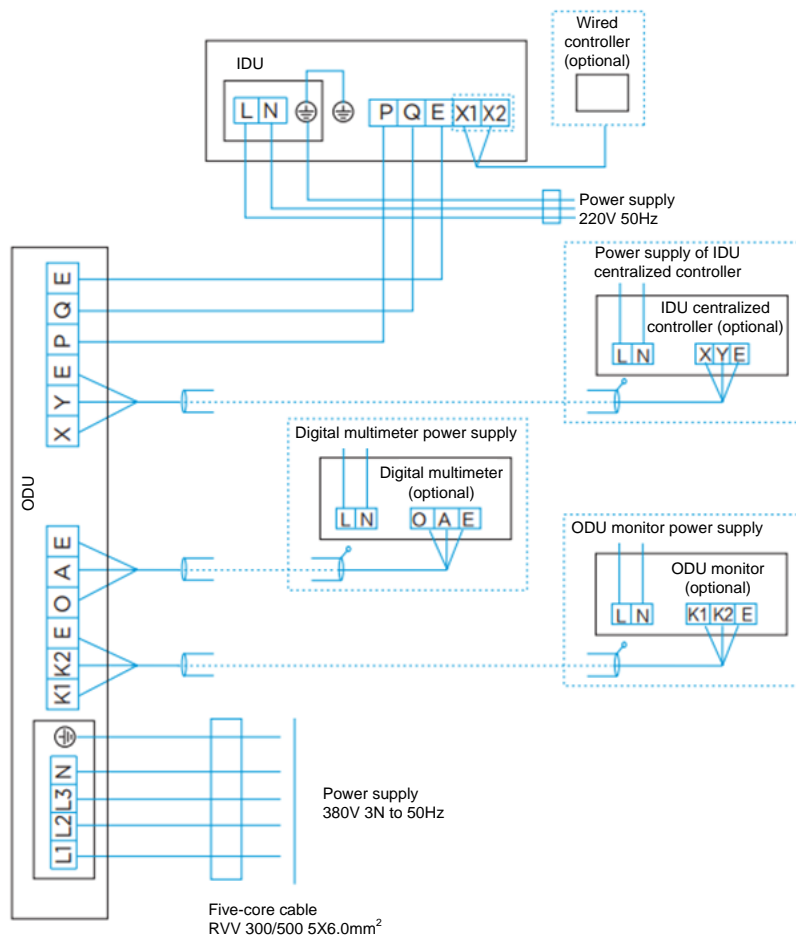 Wired
controller
(optional)
IDU
L N
P Q E X1 X2
Power supply
220V 50Hz
Power supply of IDU
centralized controller
IDU centralized
controller (optional)
L N X Y E
E
Q
P
E
Y
X
ODU
Digital multimeter power supply
Digital multimeter
(optional)
L N O A E
ODU monitor power supply
ODU monitor
(optional)
L N K1 K2 E
E
A
O
E
K2
K1
N
L3
L2
L1
Power supply
380V 3N to 50Hz
Five-core cable
RVV 300/500 5X6.0mm²